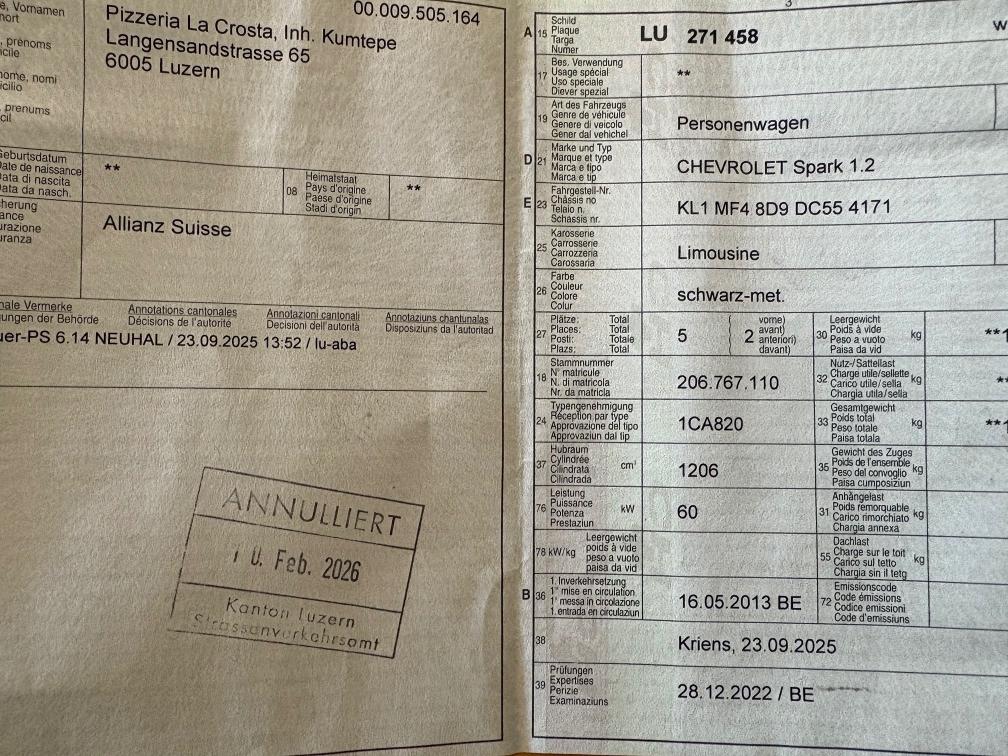 00.009.505.164
Vornamen
Pizzeria La Crosta, Inh. Kumtepe
Langensandstrasse 65
6005 Luzern
prénoms
nome, nomi
prenums
Geburtsdatum
Date de naissance
Data di nascita
Data da nasch.
**
08
Heimatstaat
Pays d'origine
Paese d'origine
Stadi d'origin
**
Allianz Suisse
Annotations cantonales
Décisions de l'autorité
Annotazioni cantonali
Decisioni dell'autorità
Annotaziuns chantunalas
Disposiziuns da l'autoritad
nale Vermerke
ungen der Behörde
uer-PS 6.14 NEUHAL / 23.09.2025 13:52 / lu-aba
ANNULLIERT
1 0. Feb. 2026
Kanton Luzern
Strassenverkehrsamt
A 15
Schild
Plaque
Targa
Numer
LU 271 458
17
Bes. Verwendung
Usage spécial
Uso speciale
Diever spezial
**
19
Art des Fahrzeugs
Genre de véhicule
Genere di veicolo
Gener dal vehichel
Personenwagen
D 21
Marke und Typ
Marque et type
Marca e tipo
Marca e tip
CHEVROLET Spark 1.2
E 23
Fahrgestell-Nr.
Châssis no
Telaio n.
Schassis nr.
KL1 MF4 8D9 DC55 4171
25
Karosserie
Carrosserie
Carrozzeria
Carossaria
Limousine
26
Farbe
Couleur
Colore
Colur
schwarz-met.
27
Plätze: Total
Places: Total
Posti: Totale
Plazs: Total
5
2
vorne)
avant)
anteriori)
davant)
30
Leergewicht
Poids à vide
Peso a vuoto
Paisa da vid
kg
18
Stammnummer
N° matricule
N. di matricola
Nr. da matricla
206.767.110
32
Nutz-/Sattellast
Charge utile/sellette
Carico utile/sella
Chargia utila/sella
kg
24
Typengenehmigung
Réception par type
Approvazione del tipo
Approvaziun dal tip
1CA820
33
Gesamtgewicht
Poids total
Peso totale
Paisa totala
kg
37
Hubraum
Cylindrée
Cilindrata
Cilindrada
cm³
1206
35
Gewicht des Zuges
Poids de l'ensemble
Peso del convoglio
Paisa cumposiziun
kg
76
Leistung
Puissance
Potenza
Prestaziun
kW
60
31
Anhängelast
Poids remorquable
Carico rimorchiato
Chargia annexa
kg
78 kW/kg
Leergewicht
poids à vide
peso a vuoto
paisa da vid
55
Dachlast
Charge sur le toit
Carico sul tetto
Chargia sin il tetg
kg
B 36
1. Inverkehrsetzung
1re mise en circulation
1a messa in circolazione
1. entrada en circulaziun
16.05.2013 BE
72
Emissionscode
Code émissions
Codice emissioni
Code d'emissiuns
38
Kriens, 23.09.2025
39
Prüfungen
Expertises
Perizie
Examinaziuns
28.12.2022 / BE